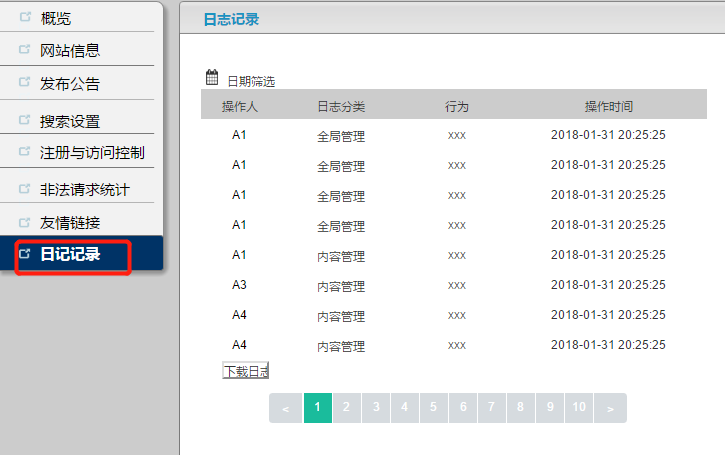 概览
网站信息
发布公告
搜索设置
注册与访问控制
非法请求统计
友情链接
日记记录
日志记录
日期筛选
操作人 日志分类 行为 操作时间
A1 全局管理 xxx 2018-01-31 20:25:25
A1 全局管理 xxx 2018-01-31 20:25:25
A1 全局管理 xxx 2018-01-31 20:25:25
A1 全局管理 xxx 2018-01-31 20:25:25
A1 内容管理 xxx 2018-01-31 20:25:25
A3 内容管理 xxx 2018-01-31 20:25:25
A4 内容管理 xxx 2018-01-31 20:25:25
A4 内容管理 xxx 2018-01-31 20:25:25
下载日志
< 1 2 3 4 5 6 7 8 9 10 >